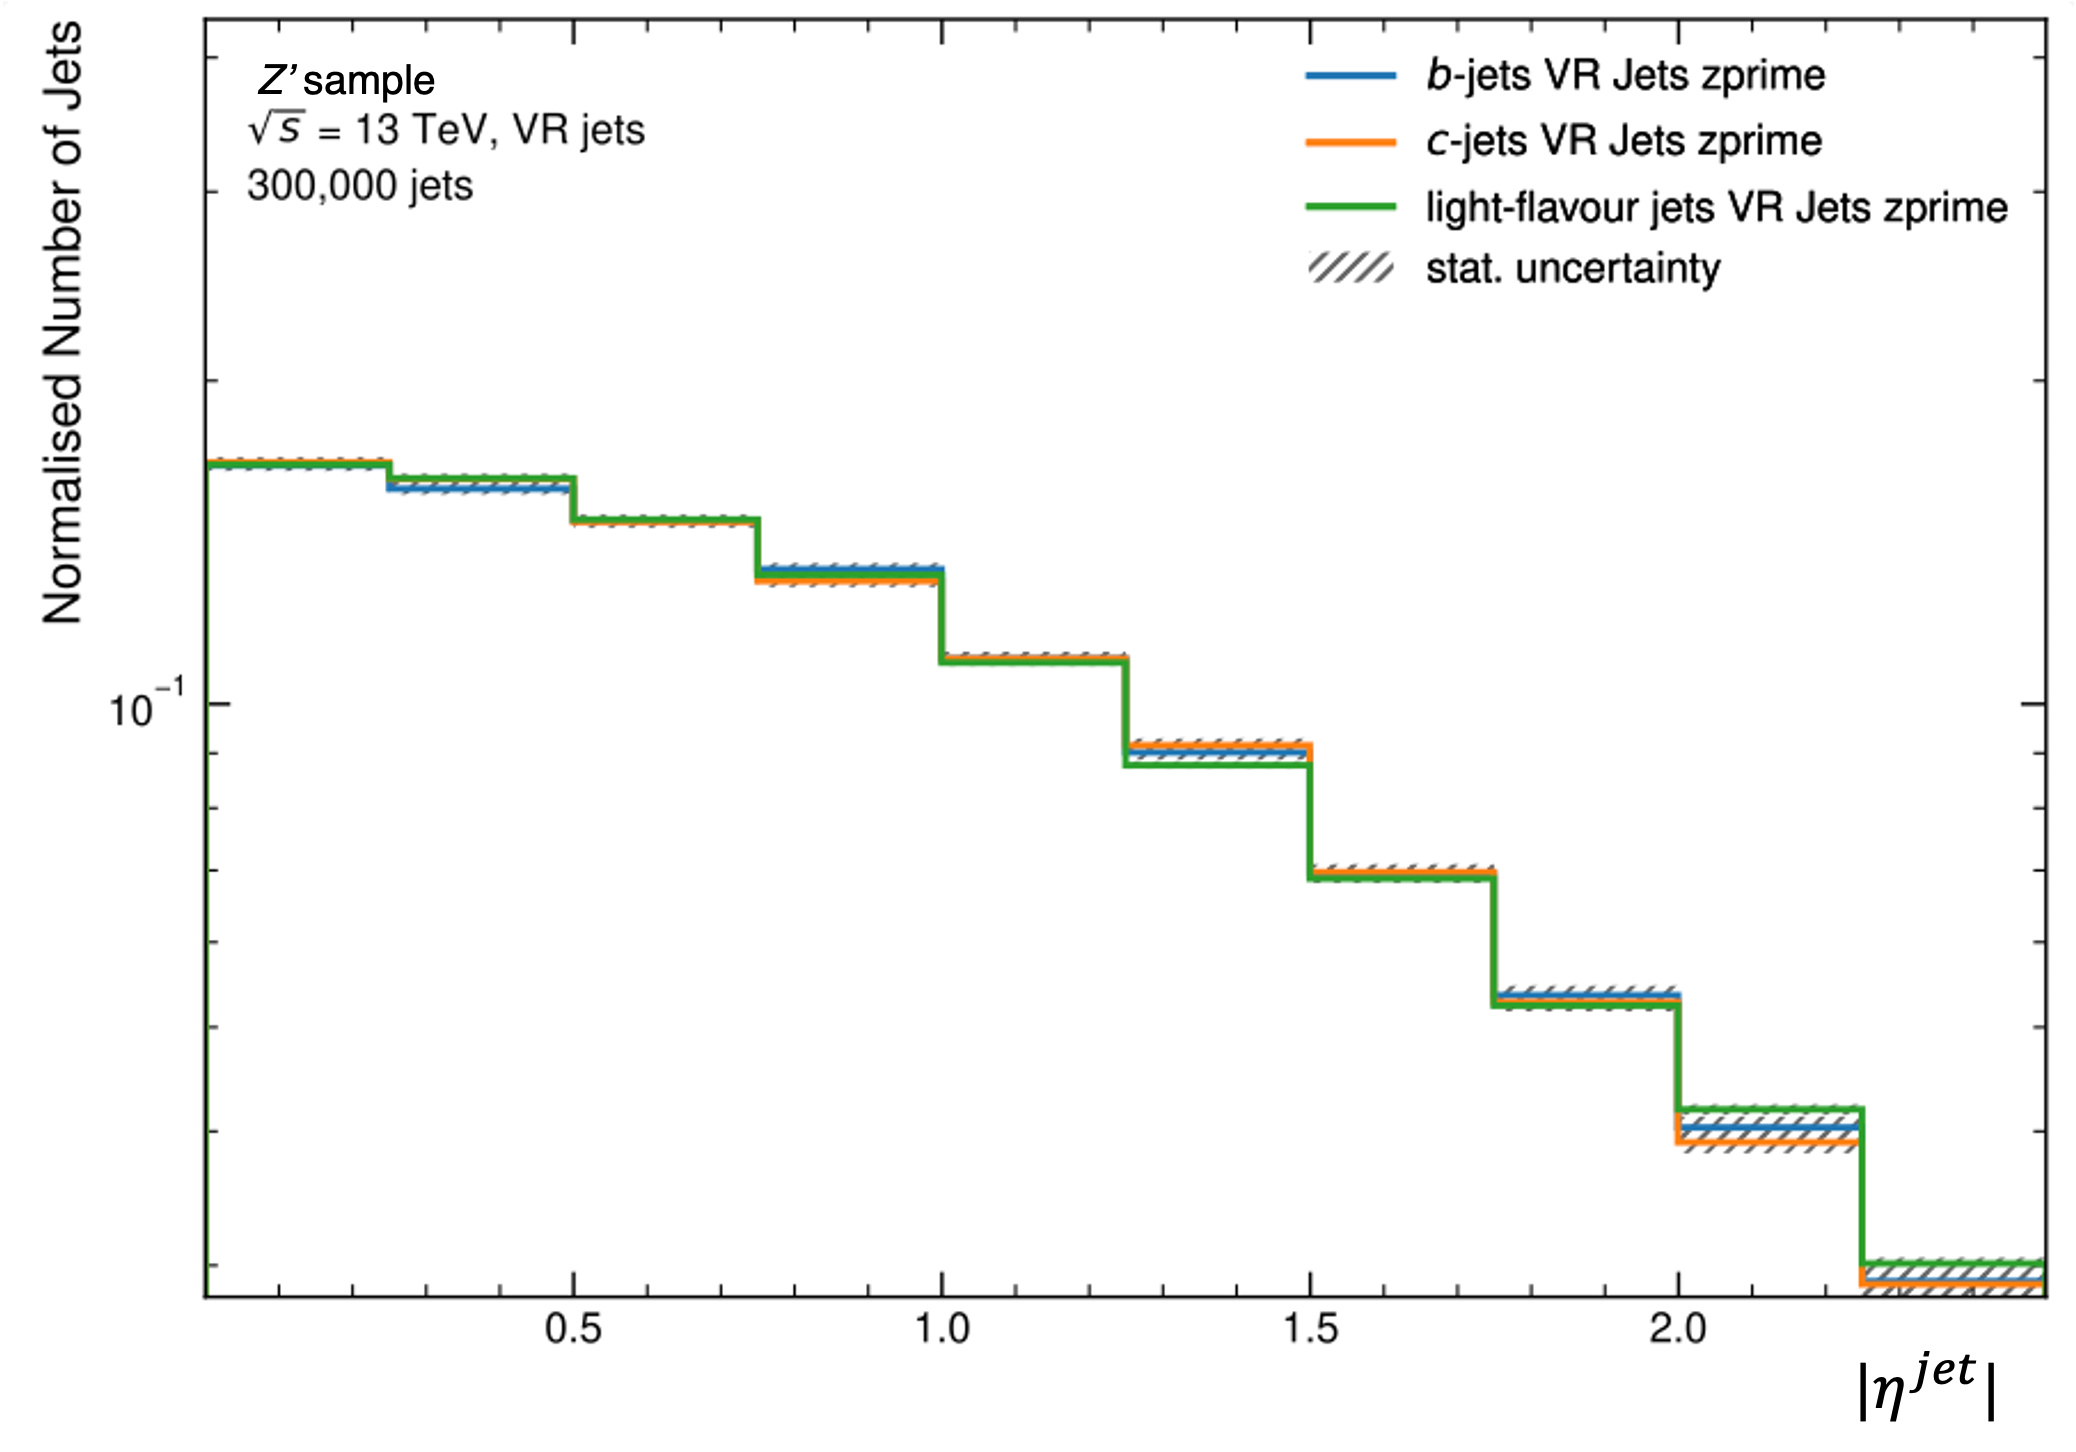 Normalised Number of Jets
Z’ sample
√s = 13 TeV, VR jets
300,000 jets
b-jets VR Jets zprime
c-jets VR Jets zprime
light-flavour jets VR Jets zprime
stat. uncertainty
10⁻¹
0.5 1.0 1.5 2.0
|η^jet|